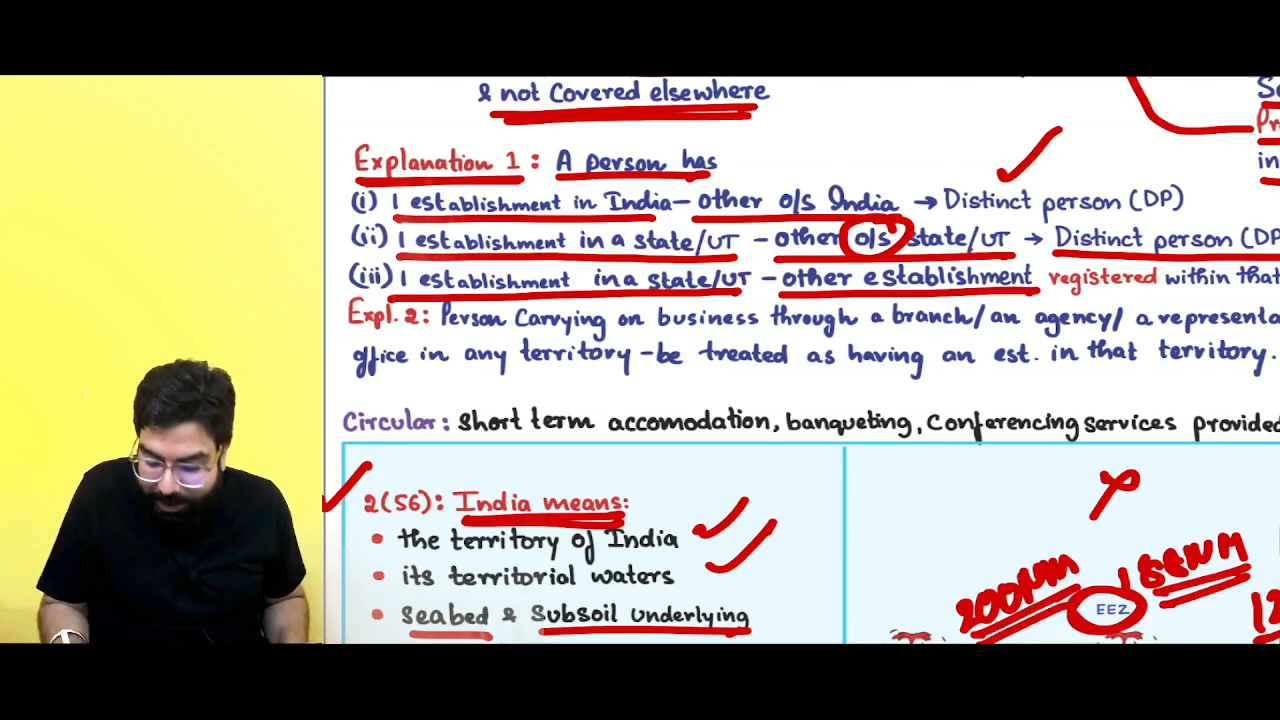 & not Covered elsewhere
Explanation 1: A person has
(i) 1 establishment in India - other o/s India → Distinct person (DP)
(ii) 1 establishment in a state/UT - other o/s state/UT → Distinct person (DP
(iii) 1 establishment in a state/UT - other establishment registered within that
Expl. 2: Person Carrying on business through a branch/an agency/ a representa
office in any territory - be treated as having an est. in that territory.
Circular: Short term accomodation, banqueting, Conferencing services provided
2(56): India means:
• the territory of India
• its territorial waters
• seabed & Subsoil underlying
200NM
EEZ
in
12